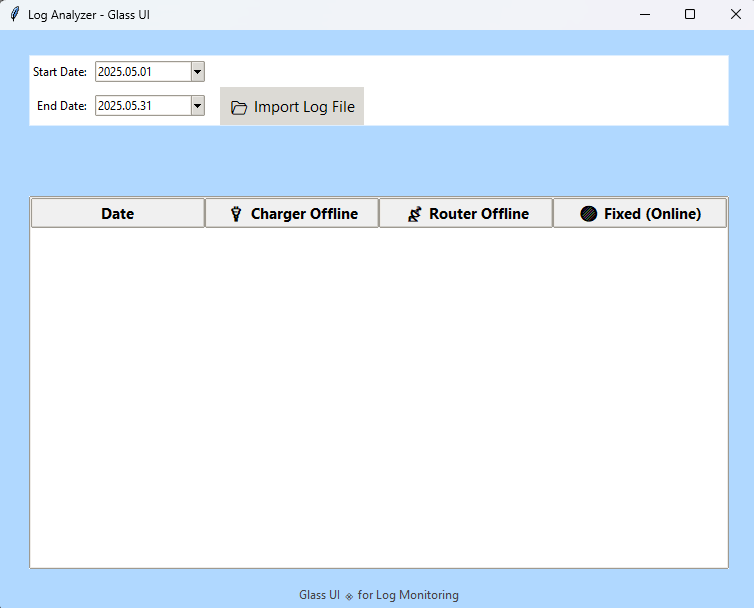 Log Analyzer - Glass UI
Start Date: 2025.05.01
End Date: 2025.05.31 Import Log File
Date Charger Offline Router Offline Fixed (Online)
Glass UI ※ for Log Monitoring